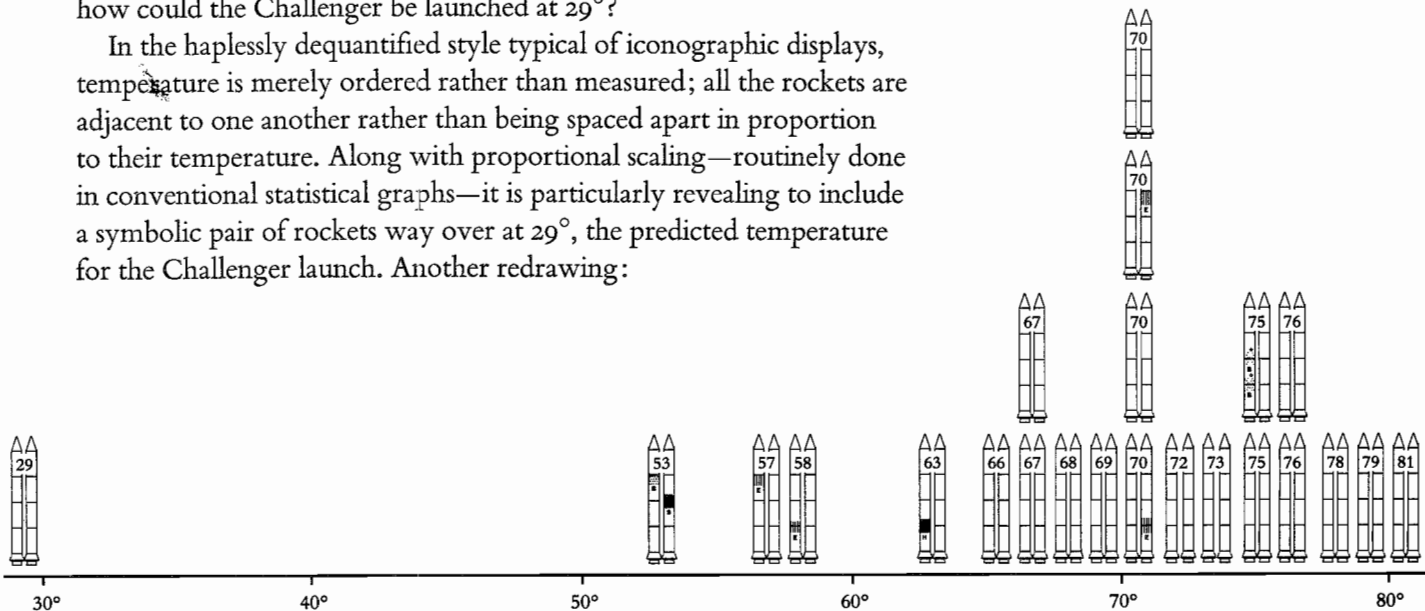 how could the Challenger be launched at 29°?
In the haplessly dequantified style typical of iconographic displays,
temperature is merely ordered rather than measured; all the rockets are
adjacent to one another rather than being spaced apart in proportion
to their temperature. Along with proportional scaling—routinely done
in conventional statistical graphs—it is particularly revealing to include
a symbolic pair of rockets way over at 29°, the predicted temperature
for the Challenger launch. Another redrawing:
70
70
E
67 70 75 76
29 53 57 58 63 66 67 68 69 70 72 73 75 76 78 79 81
E E H E
30° 40° 50° 60° 70° 80°